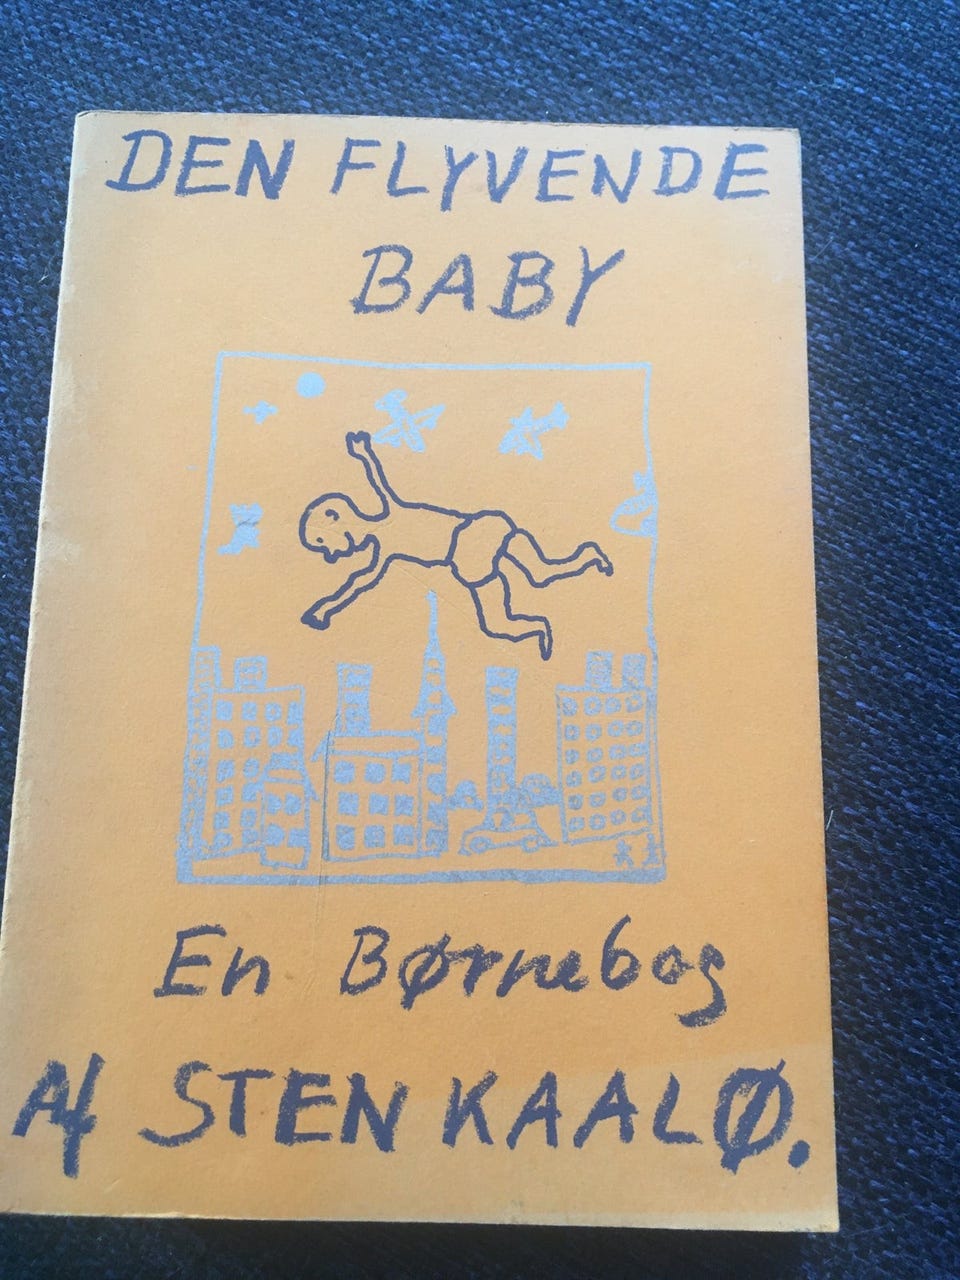 DEN FLYVENDE
BABY
En Børnebog
Af STEN KAALØ.